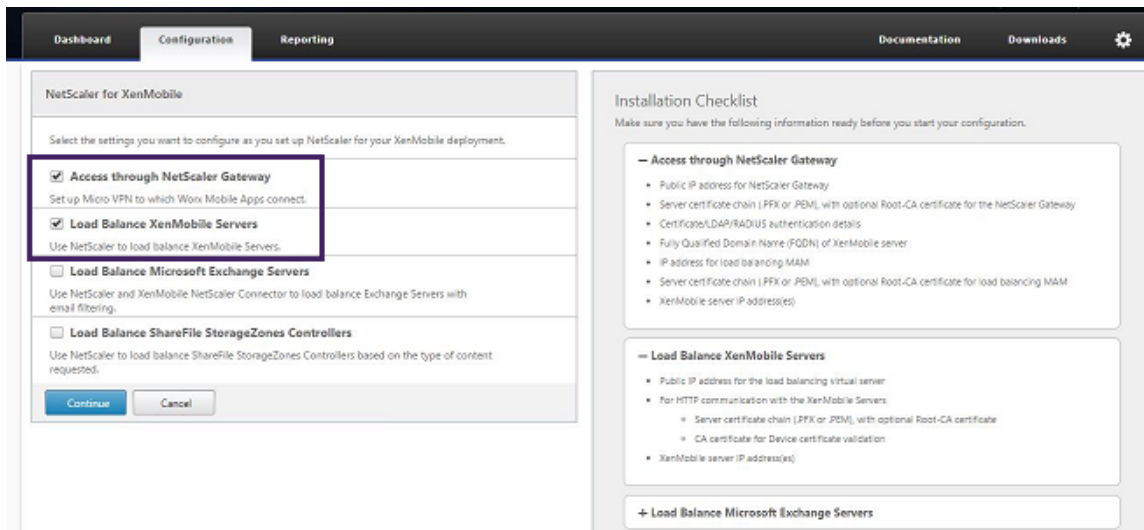 Dashboard Configuration Reporting Documentation Downloads
NetScaler for XenMobile
Select the settings you want to configure as you set up NetScaler for your XenMobile deployment.
Access through NetScaler Gateway
Set up Micro VPN to which Worx Mobile Apps connect.
Load Balance XenMobile Servers
Use NetScaler to load balance XenMobile Servers.
Load Balance Microsoft Exchange Servers
Use NetScaler and XenMobile NetScaler Connector to load balance Exchange Servers with
email filtering.
Load Balance ShareFile StorageZones Controllers
Use NetScaler to load balance ShareFile StorageZones Controllers based on the type of content
requested.
Continue Cancel
Installation Checklist
Make sure you have the following information ready before you start your configuration.
— Access through NetScaler Gateway
• Public IP address for NetScaler Gateway
• Server certificate chain (.PFX or .PEM), with optional Root-CA certificate for the NetScaler Gateway
• Certificate/LDAP/RADIUS authentication details
• Fully Qualified Domain Name (FQDN) of XenMobile server
• IP address for load balancing MAM
• Server certificate chain (.PFX or .PEM), with optional Root-CA certificate for load balancing MAM
• XenMobile server IP address(es)
— Load Balance XenMobile Servers
• Public IP address for the load balancing virtual server
• For HTTP communication with the XenMobile Servers
Server certificate chain (.PFX or .PEM), with optional Root-CA certificate
CA certificate for Device certificate validation
• XenMobile server IP address(es)
+ Load Balance Microsoft Exchange Servers